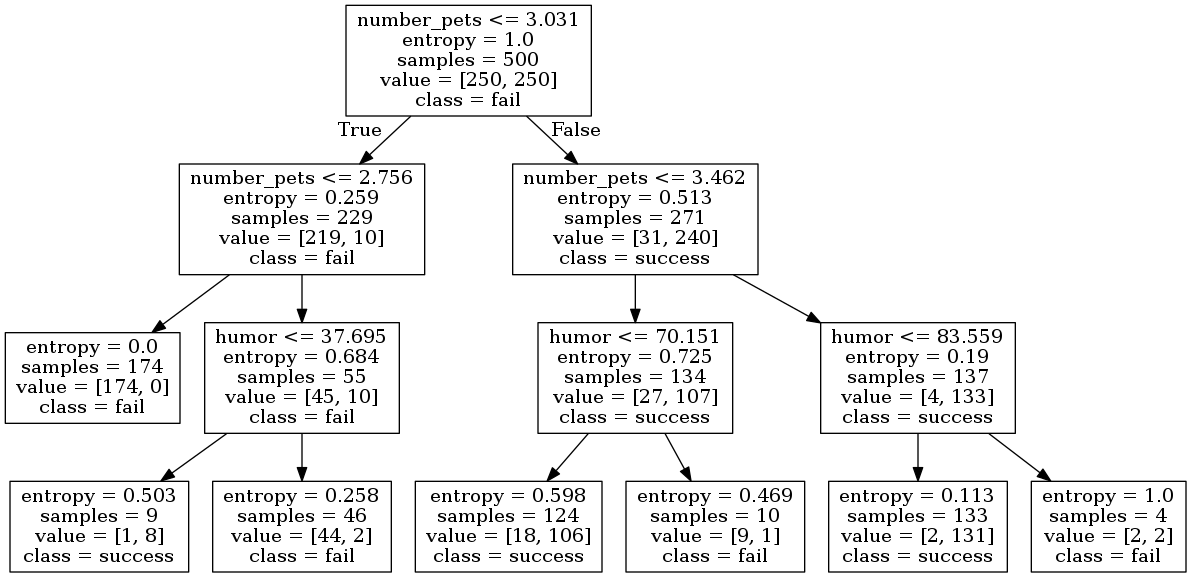 number_pets <= 3.031
entropy = 1.0
samples = 500
value = [250, 250]
class = fail
True
False
number_pets <= 2.756
entropy = 0.259
samples = 229
value = [219, 10]
class = fail
number_pets <= 3.462
entropy = 0.513
samples = 271
value = [31, 240]
class = success
entropy = 0.0
samples = 174
value = [174, 0]
class = fail
humor <= 37.695
entropy = 0.684
samples = 55
value = [45, 10]
class = fail
humor <= 70.151
entropy = 0.725
samples = 134
value = [27, 107]
class = success
humor <= 83.559
entropy = 0.19
samples = 137
value = [4, 133]
class = success
entropy = 0.503
samples = 9
value = [1, 8]
class = success
entropy = 0.258
samples = 46
value = [44, 2]
class = fail
entropy = 0.598
samples = 124
value = [18, 106]
class = success
entropy = 0.469
samples = 10
value = [9, 1]
class = fail
entropy = 0.113
samples = 133
value = [2, 131]
class = success
entropy = 1.0
samples = 4
value = [2, 2]
class = fail